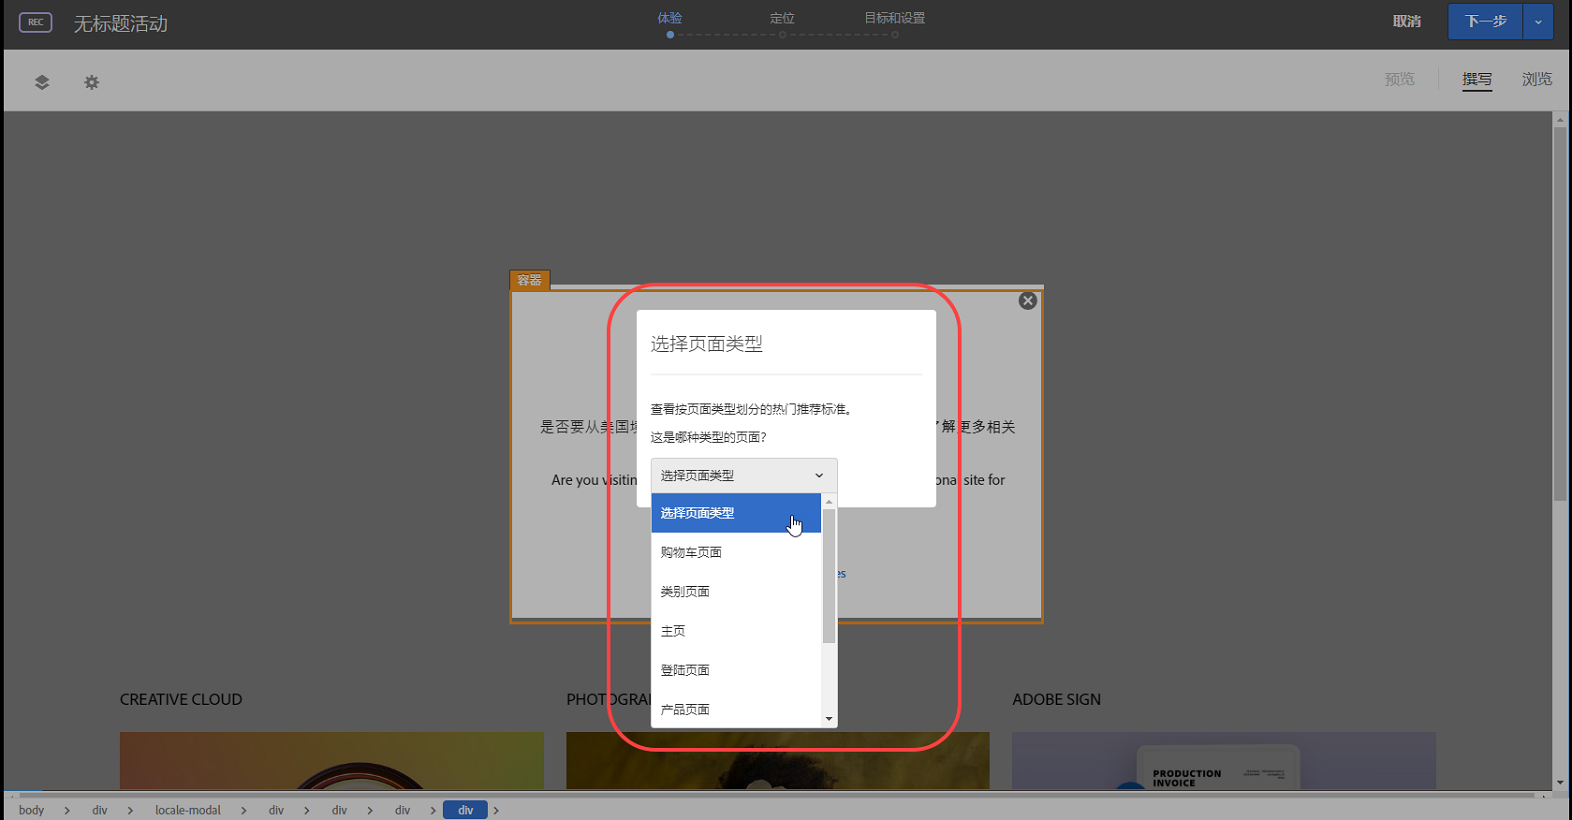 REC 无标题活动 体验 定位 目标和设置 取消 下一步
预览 撰写 浏览
容器
选择页面类型
查看按页面类型划分的热门推荐标准。
是否要从美国 了解更多相关
这是哪种类型的页面?
选择页面类型
Are you visitin onal site for
选择页面类型
购物车页面
es
类别页面
主页
登陆页面
产品页面
CREATIVE CLOUD PHOTOGRA ADOBE SIGN
PRODUCTION
INVOICE
body div locale-modal div div div div